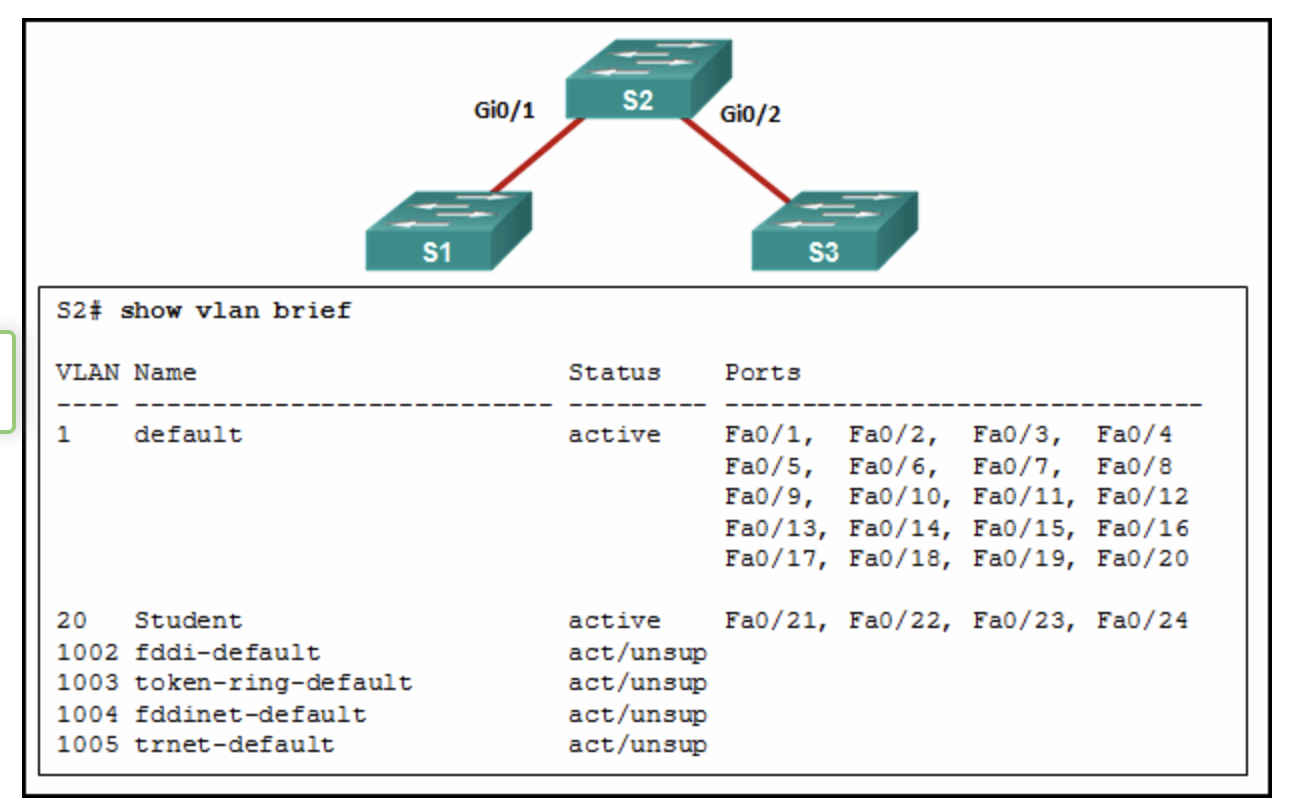 S2
Gi0/1
Gi0/2
S1
S3
S2# show vlan brief
VLAN Name Status Ports
---- --------------------------- --------- -------------------------------
1 default active Fa0/1, Fa0/2, Fa0/3, Fa0/4
Fa0/5, Fa0/6, Fa0/7, Fa0/8
Fa0/9, Fa0/10, Fa0/11, Fa0/12
Fa0/13, Fa0/14, Fa0/15, Fa0/16
Fa0/17, Fa0/18, Fa0/19, Fa0/20
20 Student active Fa0/21, Fa0/22, Fa0/23, Fa0/24
1002 fddi-default act/unsup
1003 token-ring-default act/unsup
1004 fddinet-default act/unsup
1005 trnet-default act/unsup